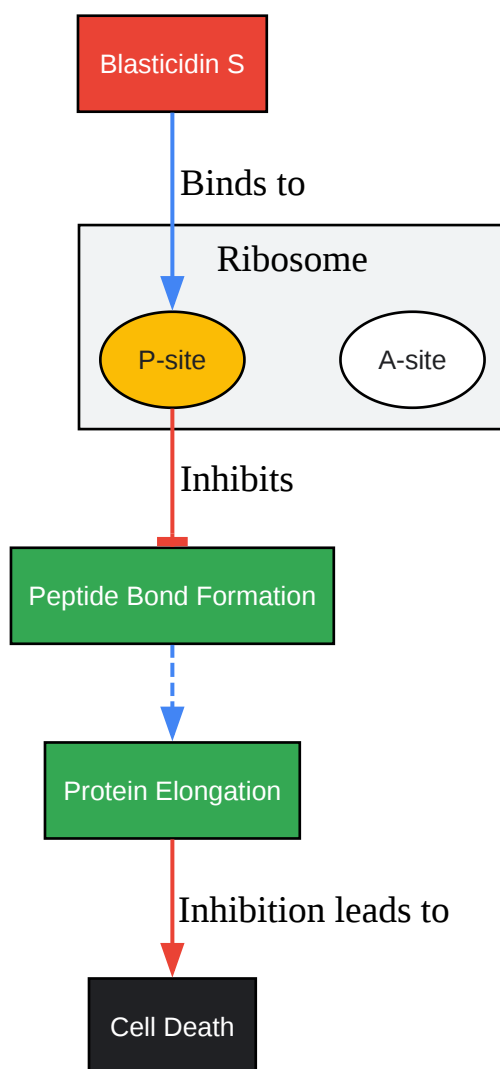 Blasticidin S
Binds to
Ribosome
P-site
A-site
Inhibits
Peptide Bond Formation
Protein Elongation
Inhibition leads to
Cell Death